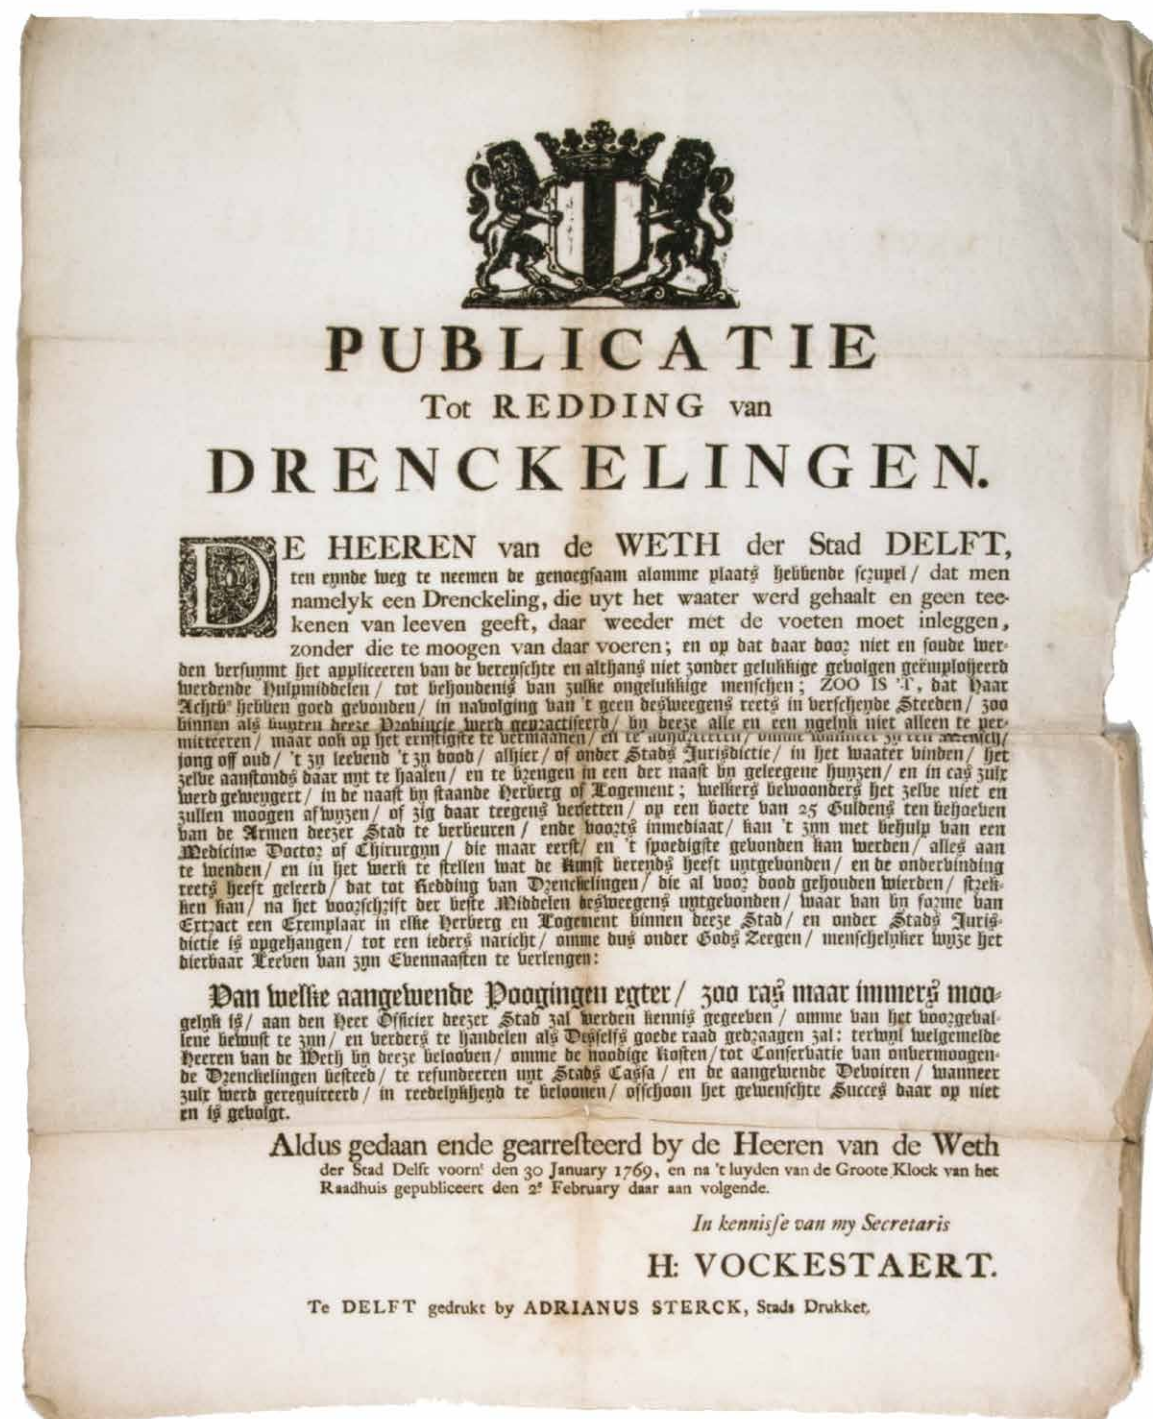 PUBLICATIE
Tot REDDING van
DRENCKELINGEN.
DE HEEREN van de WETH der Stad DELFT,
ten eynde weg te neemen de genoegsaam alomme plaats hebbende scrupel / dat men
namelyk een Drenckeling, die uyt het waater werd gehaalt en geen tee-
kenen van leeven geeft, daar weeder met de voeten moet inleggen,
zonder die te moogen van daar voeren; en op dat daar door niet en soude wer-
den versuymt het appliceeren van de vereyschte en althans niet zonder gelukkige gevolgen geëmployeerd
werdende Hulpmiddelen / tot behoudenis van zulke ongelukkige menschen; ZOO IS 'T, dat Haar
Achtb. hebben goed gevonden / in navolging van 't geen desweegens reets in verscheyde Steeden / zoo
binnen als buyten deeze Provincie werd gepractiseerd / by deeze alle en een ygelyk niet alleen te per-
mitteeren / maar ook op het ernstigste te vermaanen / en te / omme wanneer zy een Mensch /
jong off oud / 't zy leevend 't zy dood / alhier / of onder Stads Jurisdictie / in het waater vinden / het
zelve aanstonds daar uyt te haalen / en te brengen in een der naast by geleegene huyzen / en in cas zulx
werd geweygert / in de naast by staande Herberg of Logement; welkers bewoonders het zelve niet en
zullen moogen afwyzen / of zig daar teegens versetten / op een boete van 25 Guldens ten behoeven
van de Armen deezer Stad te verbeuren / ende voorts inmediaat / kan 't zyn met behulp van een
Medicinæ Doctor of Chirurgyn / die maar eerst / en 't spoedigste gevonden kan werden / alles aan
te wenden / en in het werk te stellen wat de Kunst berends heeft uytgevonden / en de ondervinding
reets heeft geleerd / dat tot Redding van Drenckelingen / die al voor dood gehouden wierden / strek-
ken kan / na het voorschrift der beste Middelen desweegens uytgevonden / waar van by forme van
Extract een Exemplaar in elke Herberg en Logement binnen deeze Stad / en onder Stads Juris-
dictie is opgehangen / tot een ieders naricht / omme dus onder Gods Zeegen / menschelyker wyze het
dierbaar Leeven van zyn Evennaasten te verlengen:
Van welke aangewende Poogingen egter / zoo ras maar immers moo-
gelyk is / aan den Heer Officier deezer Stad zal werden kennis gegeeven / omme van het voorgeval-
lene bewust te zyn / en verders te handelen als Desselfs goede raad gedraagen zal: terwyl welgemelde
Heeren van de Weth by deeze belooven / omme de noodige Kosten / tot Conservatie van onvermoogen-
de Drenckelingen besteed / te refundeeren uyt Stads Cassa / en de aangewende Devoiren / wanneer
zulx werd gerequireerd / in reedelykheyd te beloonen / offschoon het gewenschte Succes daar op niet
en is gevolgt.
Aldus gedaan ende gearresteerd by de Heeren van de Weth
der Stad Delft voorn. den 30 January 1769, en na 't luyden van de Groote Klock van het
Raadhuis gepubliceert den 2e February daar aan volgende.
In kennisse van my Secretaris
H: VOCKESTAERT.
Te DELFT gedrukt by ADRIANUS STERCK, Stads Drukker.